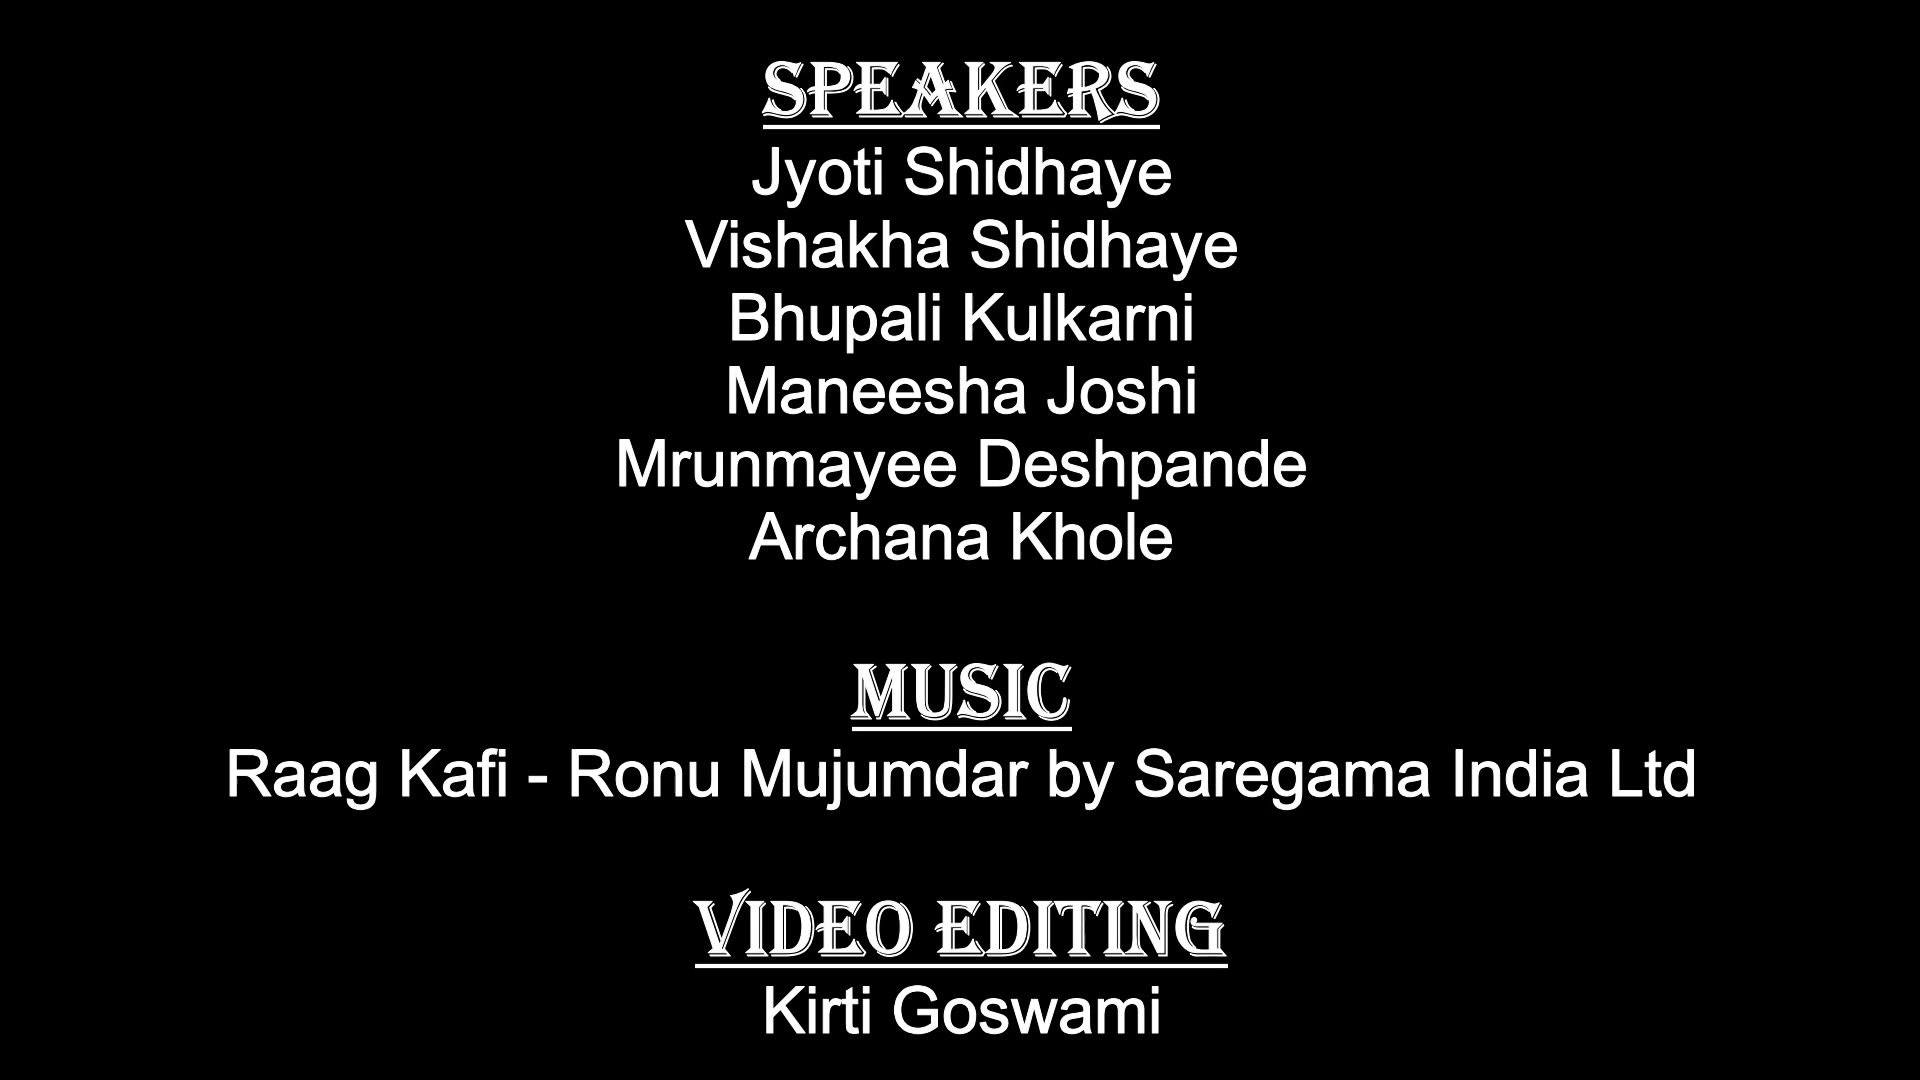 SPEAKERS
Jyoti Shidhaye
Vishakha Shidhaye
Bhupali Kulkarni
Maneesha Joshi
Mrunmayee Deshpande
Archana Khole
MUSIC
Raag Kafi - Ronu Mujumdar by Saregama India Ltd
VIDEO EDITING
Kirti Goswami